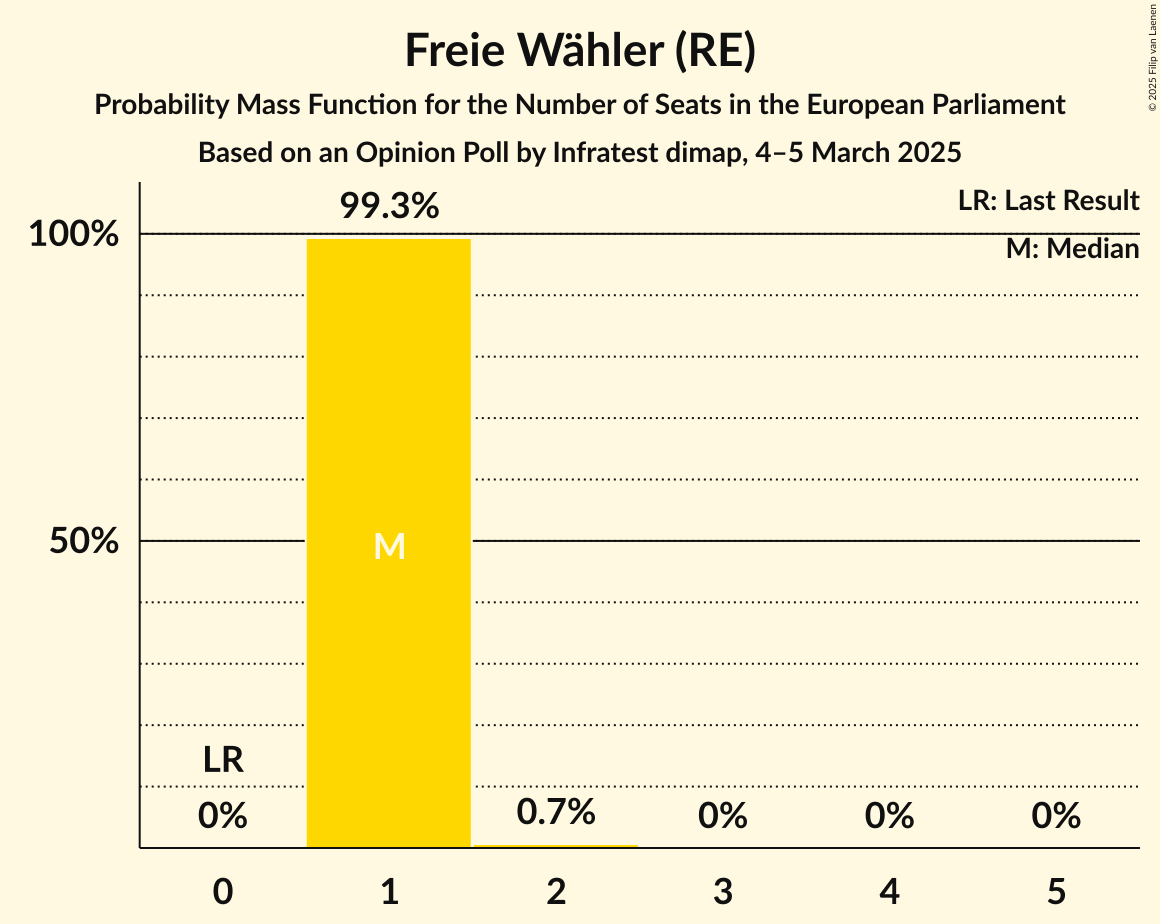 Freie Wähler (RE)
Probability Mass Function for the Number of Seats in the European Parliament
Based on an Opinion Poll by Infratest dimap, 4–5 March 2025
© 2025 Filip van Laenen
LR: Last Result
M: Median
99.3%
100%
50%
M
LR
0%
0.7%
0%
0%
0%
0 1 2 3 4 5